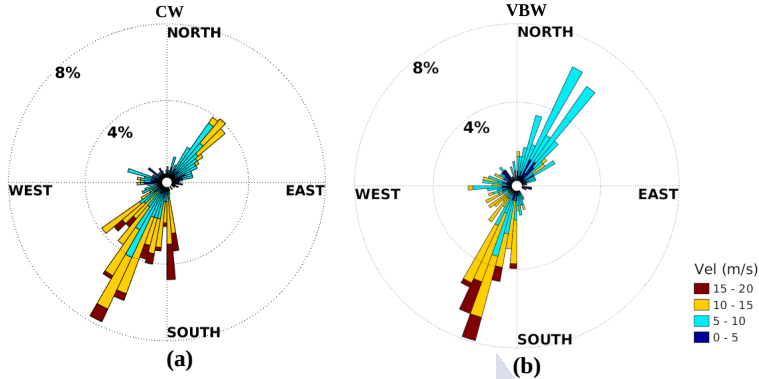 CW
NORTH
8%
4%
WEST
EAST
SOUTH
(a)
VBW
NORTH
8%
4%
WEST
EAST
SOUTH
(b)
Vel (m/s)
15 - 20
10 - 15
5 - 10
0 - 5